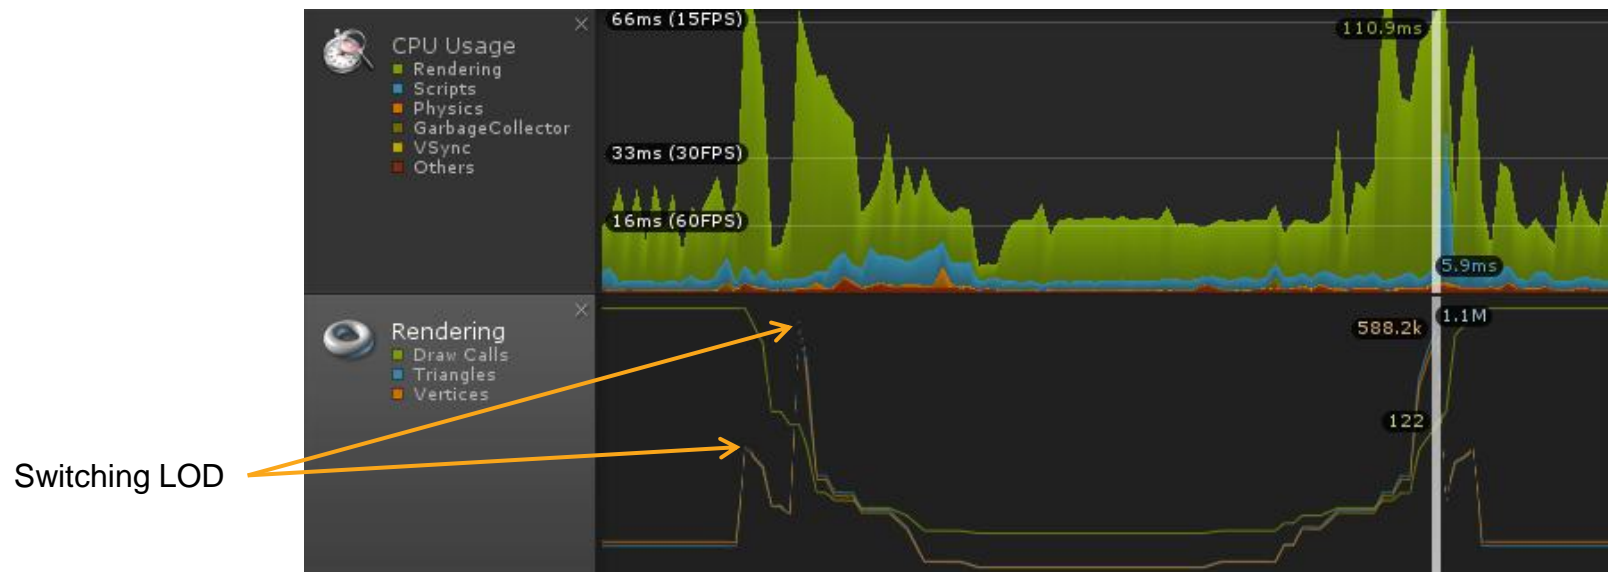 66ms (15FPS)
110.9ms
CPU Usage
Rendering
Scripts
Physics
GarbageCollector
VSync
Others
33ms (30FPS)
16ms (60FPS)
5.9ms
Rendering
Draw Calls
Triangles
Vertices
588.2k
1.1M
122
Switching LOD